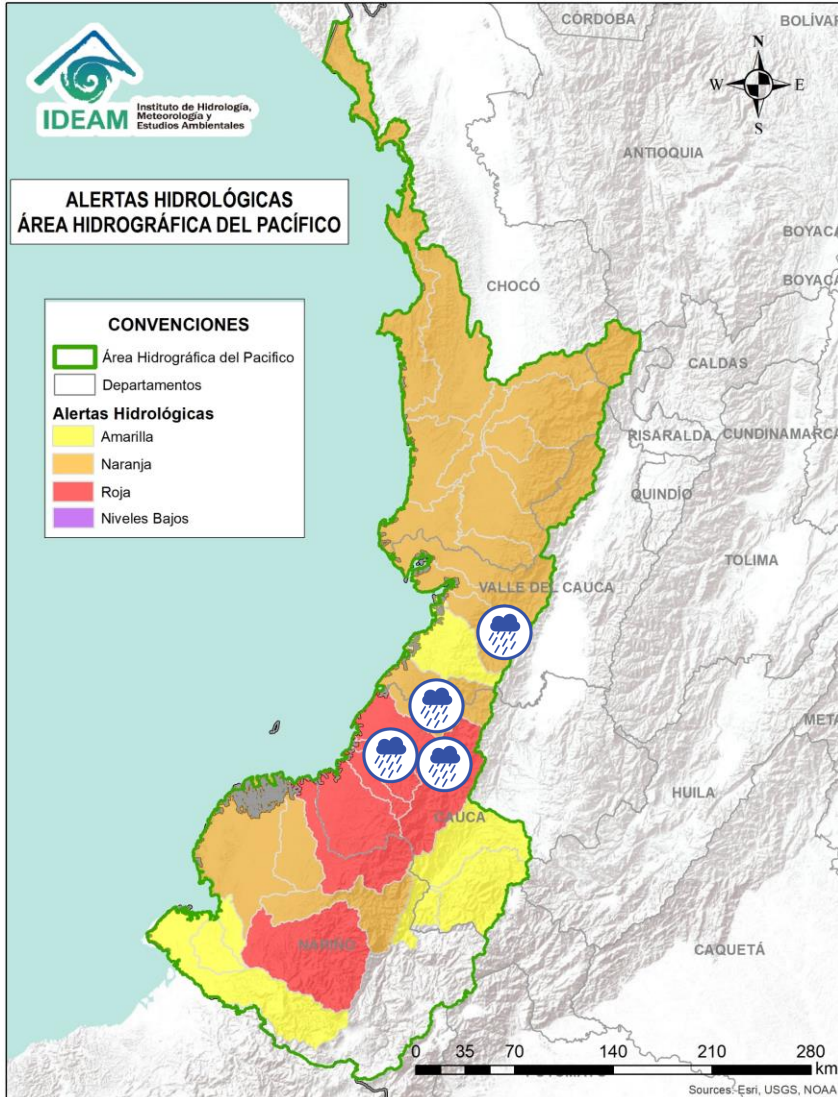 CÓRDOBA
BOLÍVAR
IDEAM
Instituto de Hidrología,
Meteorología y
Estudios Ambientales
N
W
E
S
ANTIOQUIA
ALERTAS HIDROLÓGICAS
ÁREA HIDROGRÁFICA DEL PACÍFICO
BOYACÁ
BOYACÁ
CHOCÓ
CONVENCIONES
Área Hidrográfica del Pacifico
Departamentos
Alertas Hidrológicas
Amarilla
Naranja
Roja
Niveles Bajos
CALDAS
RISARALDA
CUNDINAMARCA
QUINDÍO
TOLIMA
VALLE DEL CAUCA
META
HUILA
CAUCA
NARIÑO
CAQUETÁ
0 35 70 140 210 280
km
Sources: Esri, USGS, NOAA